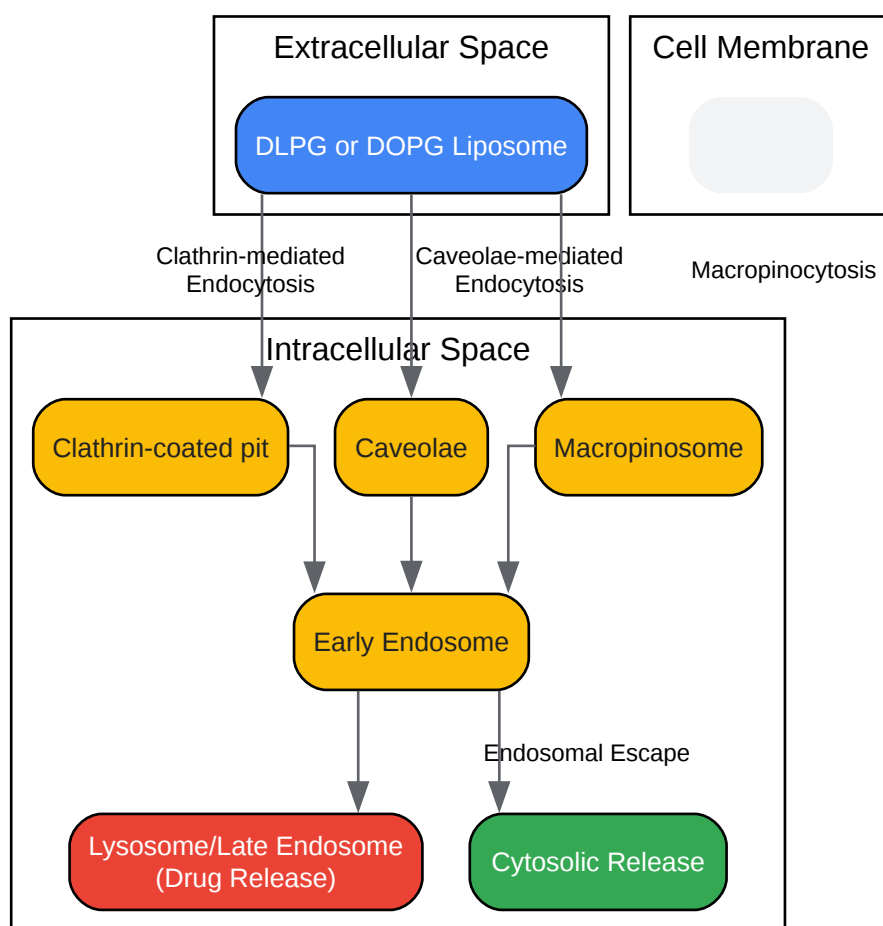 Extracellular Space
Cell Membrane
DLPG or DOPG Liposome
Clathrin-mediated
Endocytosis
Caveolae-mediated
Endocytosis
Macropinocytosis
Intracellular Space
Clathrin-coated pit
Caveolae
Macropinosome
Early Endosome
Endosomal Escape
Lysosome/Late Endosome
(Drug Release)
Cytosolic Release